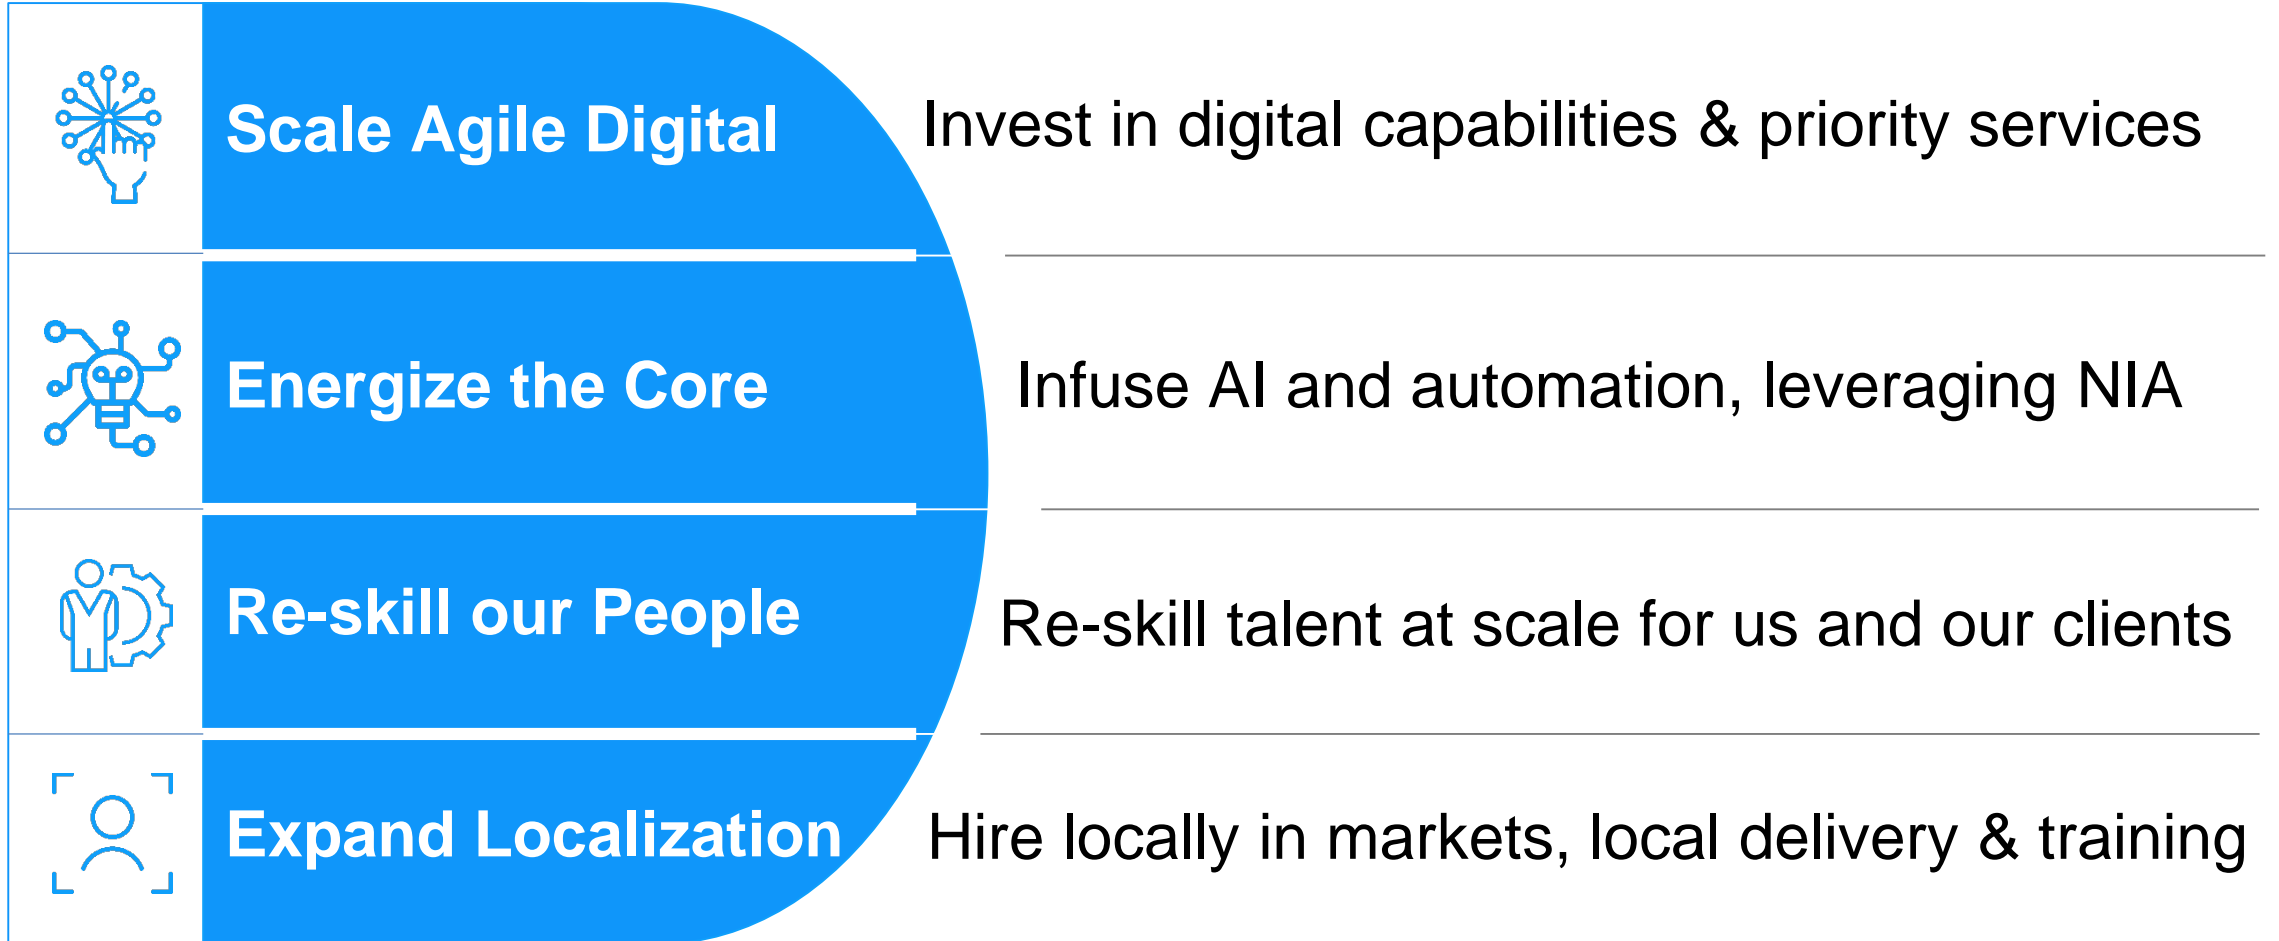 Scale Agile Digital
Invest in digital capabilities & priority services
Energize the Core
Infuse AI and automation, leveraging NIA
Re-skill our People
Re-skill talent at scale for us and our clients
Expand Localization
Hire locally in markets, local delivery & training